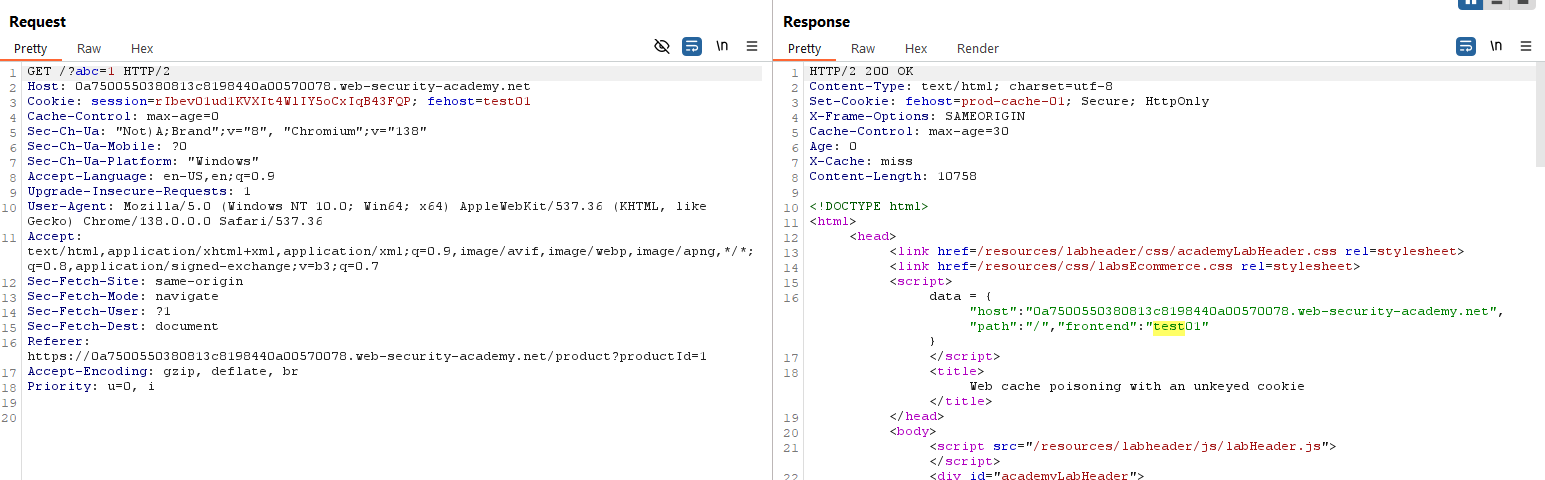 Request
Pretty Raw Hex \n
1 GET /?abc=1 HTTP/2
2 Host: 0a7500550380813c8198440a00570078.web-security-academy.net
3 Cookie: session=rIbev01ud1KVXIt4W1IY5oCxIqB43FQP; fehost=test01
4 Cache-Control: max-age=0
5 Sec-Ch-Ua: "Not)A;Brand";v="8", "Chromium";v="138"
6 Sec-Ch-Ua-Mobile: ?0
7 Sec-Ch-Ua-Platform: "Windows"
8 Accept-Language: en-US,en;q=0.9
9 Upgrade-Insecure-Requests: 1
10 User-Agent: Mozilla/5.0 (Windows NT 10.0; Win64; x64) AppleWebKit/537.36 (KHTML, like
Gecko) Chrome/138.0.0.0 Safari/537.36
11 Accept:
text/html,application/xhtml+xml,application/xml;q=0.9,image/avif,image/webp,image/apng,*/*;
q=0.8,application/signed-exchange;v=b3;q=0.7
12 Sec-Fetch-Site: same-origin
13 Sec-Fetch-Mode: navigate
14 Sec-Fetch-User: ?1
15 Sec-Fetch-Dest: document
16 Referer:
https://0a7500550380813c8198440a00570078.web-security-academy.net/product?productId=1
17 Accept-Encoding: gzip, deflate, br
18 Priority: u=0, i
19
20
Response
Pretty Raw Hex Render \n
1 HTTP/2 200 OK
2 Content-Type: text/html; charset=utf-8
3 Set-Cookie: fehost=prod-cache-01; Secure; HttpOnly
4 X-Frame-Options: SAMEORIGIN
5 Cache-Control: max-age=30
6 Age: 0
7 X-Cache: miss
8 Content-Length: 10758
9
10 <!DOCTYPE html>
11 <html>
12 <head>
13 <link href=/resources/labheader/css/academyLabHeader.css rel=stylesheet>
14 <link href=/resources/css/labsEcommerce.css rel=stylesheet>
15 <script>
16 data = {
"host":"0a7500550380813c8198440a00570078.web-security-academy.net",
"path":"/","frontend":"test01"
}
17 </script>
18 <title>
Web cache poisoning with an unkeyed cookie
</title>
19 </head>
20 <body>
21 <script src="/resources/labheader/js/labHeader.js">
</script>
22 <div id="academyLabHeader">